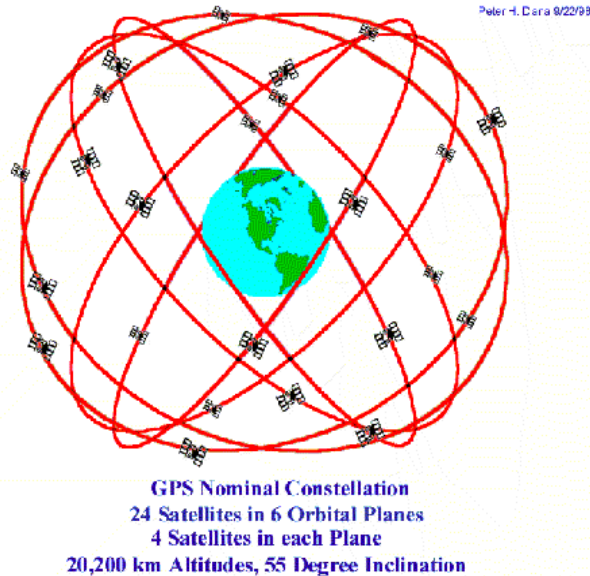 Peter H. Dana 9/22/98
GPS Nominal Constellation
24 Satellites in 6 Orbital Planes
4 Satellites in each Plane
20,200 km Altitudes, 55 Degree Inclination